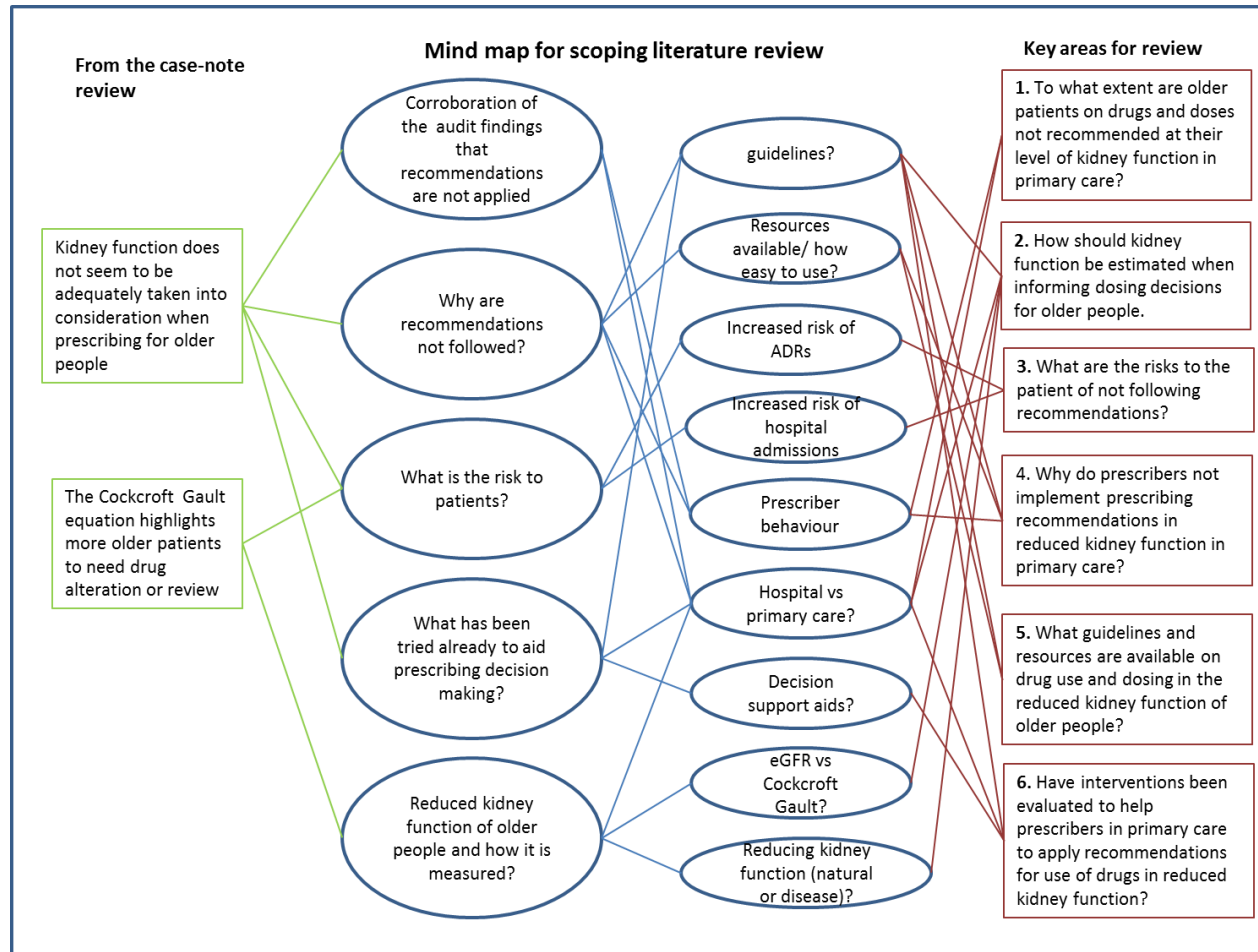 Mind map for scoping literature review
From the case-note
review
Key areas for review
Kidney function does
not seem to be
adequately taken into
consideration when
prescribing for older
people
The Cockcroft Gault
equation highlights
more older patients
to need drug
alteration or review
Corroboration of
the audit findings
that
recommendations
are not applied
Why are
recommendations
not followed?
What is the risk to
patients?
What has been
tried already to aid
prescribing decision
making?
Reduced kidney
function of older
people and how it is
measured?
guidelines?
Resources
available/ how
easy to use?
Increased risk of
ADRs
Increased risk of
hospital
admissions
Prescriber
behaviour
Hospital vs
primary care?
Decision
support aids?
eGFR vs
Cockcroft
Gault?
Reducing kidney
function (natural
or disease)?
1. To what extent are older
patients on drugs and doses
not recommended at their
level of kidney function in
primary care?
2. How should kidney
function be estimated when
informing dosing decisions
for older people.
3. What are the risks to the
patient of not following
recommendations?
4. Why do prescribers not
implement prescribing
recommendations in
reduced kidney function in
primary care?
5. What guidelines and
resources are available on
drug use and dosing in the
reduced kidney function of
older people?
6. Have interventions been
evaluated to help
prescribers in primary care
to apply recommendations
for use of drugs in reduced
kidney function?